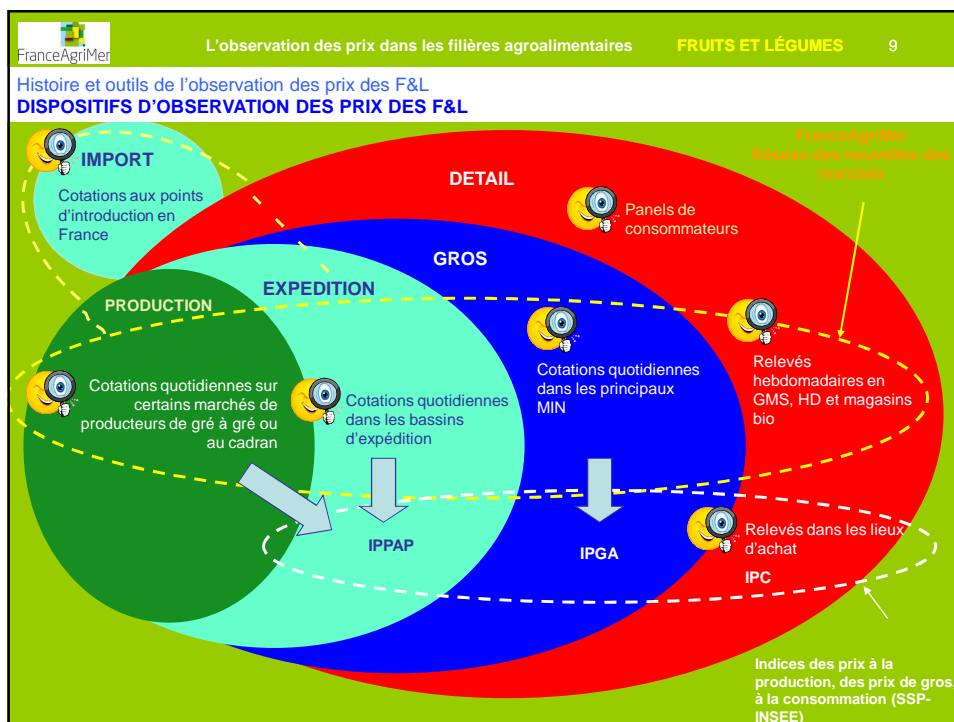 FranceAgriMer
L'observation des prix dans les filières agroalimentaires FRUITS ET LÉGUMES 9
Histoire et outils de l'observation des prix des F&L
DISPOSITIFS D'OBSERVATION DES PRIX DES F&L
IMPORT
Cotations aux points
d'introduction en
France
FranceAgriMer
Réseau des nouvelles des
marchés
DETAIL
Panels de
consommateurs
GROS
EXPEDITION
PRODUCTION
Cotations quotidiennes sur
certains marchés de
producteurs de gré à gré ou
au cadran
Cotations quotidiennes
dans les bassins
d'expédition
Cotations quotidiennes
dans les principaux
MIN
Relevés
hebdomadaires en
GMS, HD et magasins
bio
IPPAP
IPGA
Relevés dans les lieux
d'achat
IPC
Indices des prix à la
production, des prix de gros,
à la consommation (SSP-
INSEE)